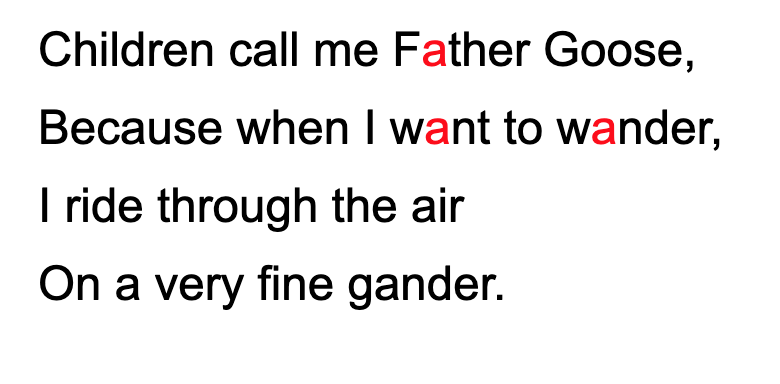 Children call me Father Goose,
Because when I want to wander,
I ride through the air
On a very fine gander.